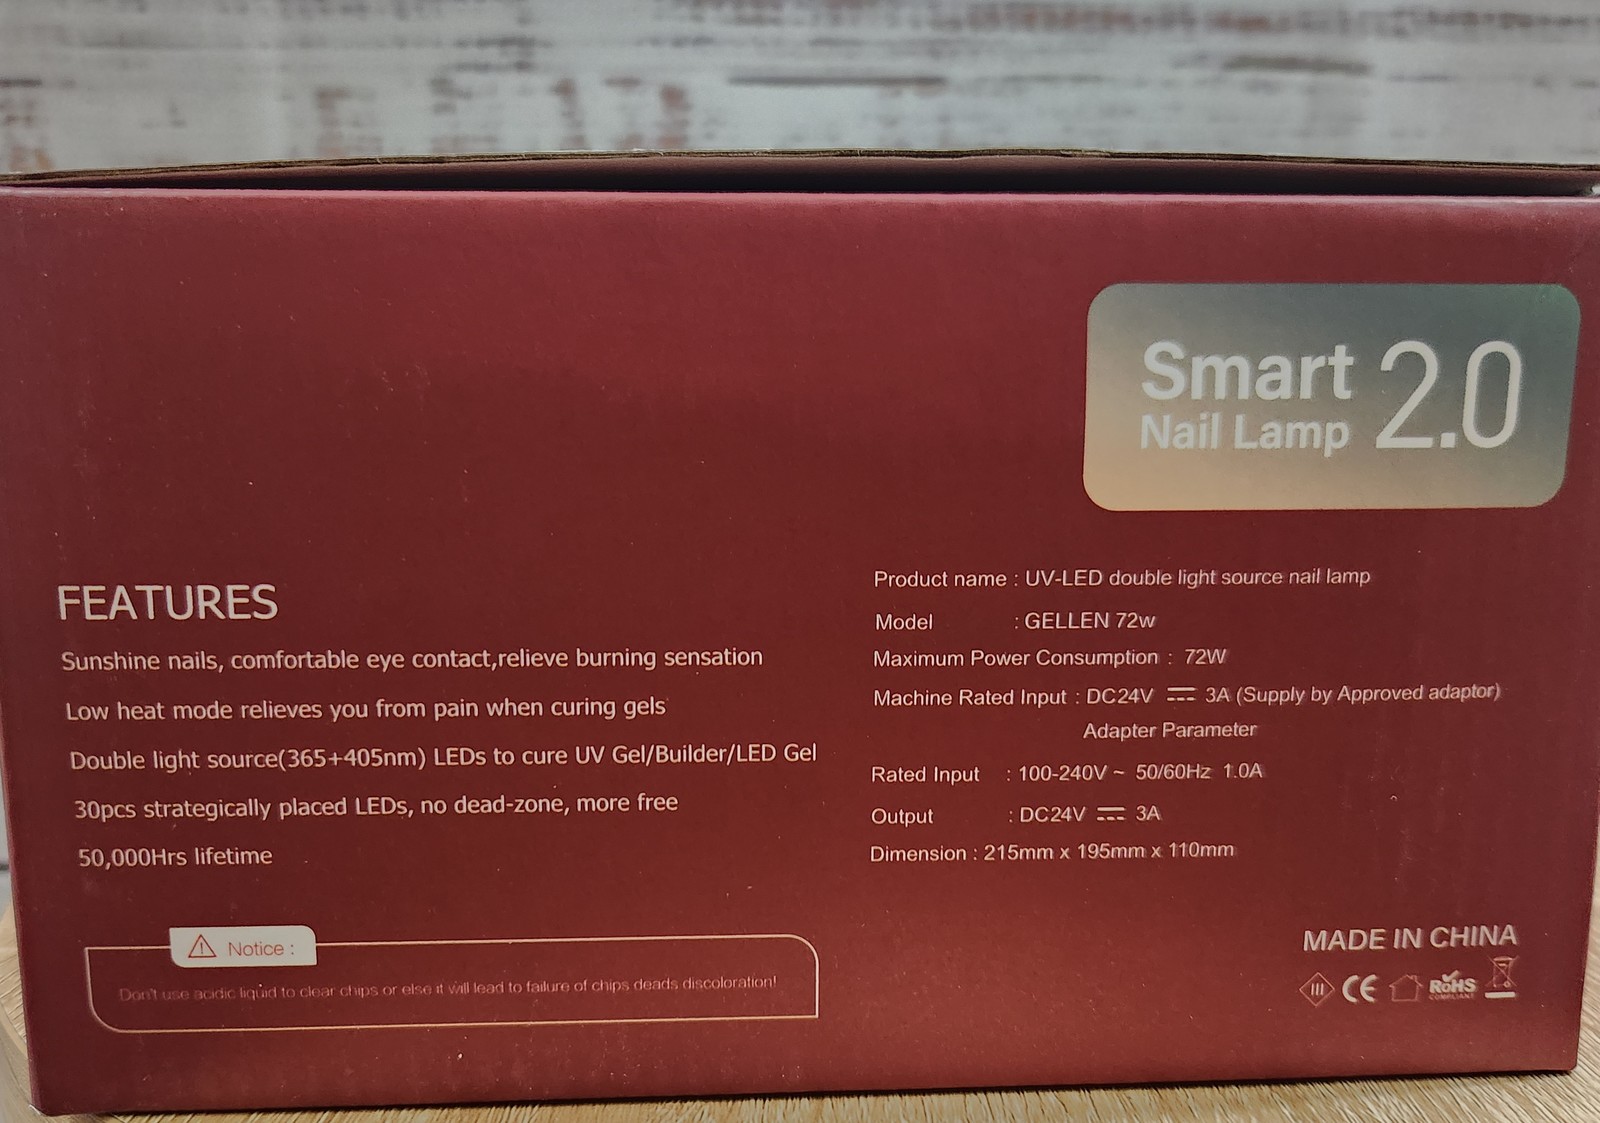 Smart
Nail Lamp
2.0
FEATURES
Sunshine nails, comfortable eye contact,relieve burning sensation
Low heat mode relieves you from pain when curing gels
Double light source(365+405nm) LEDs to cure UV Gel/Builder/LED Gel
30pcs strategically placed LEDs, no dead-zone, more free
50,000Hrs lifetime
Notice :
Don't use acidic liquid to clear chips or else it will lead to failure of chips deads discoloration!
Product name : UV-LED double light source nail lamp
Model : GELLEN 72w
Maximum Power Consumption : 72W
Machine Rated Input : DC24V ⎓ 3A (Supply by Approved adaptor)
Adapter Parameter
Rated Input : 100-240V ~ 50/60Hz 1.0A
Output : DC24V ⎓ 3A
Dimension : 215mm x 195mm x 110mm
MADE IN CHINA
III CE RoHS
COMPLIANT